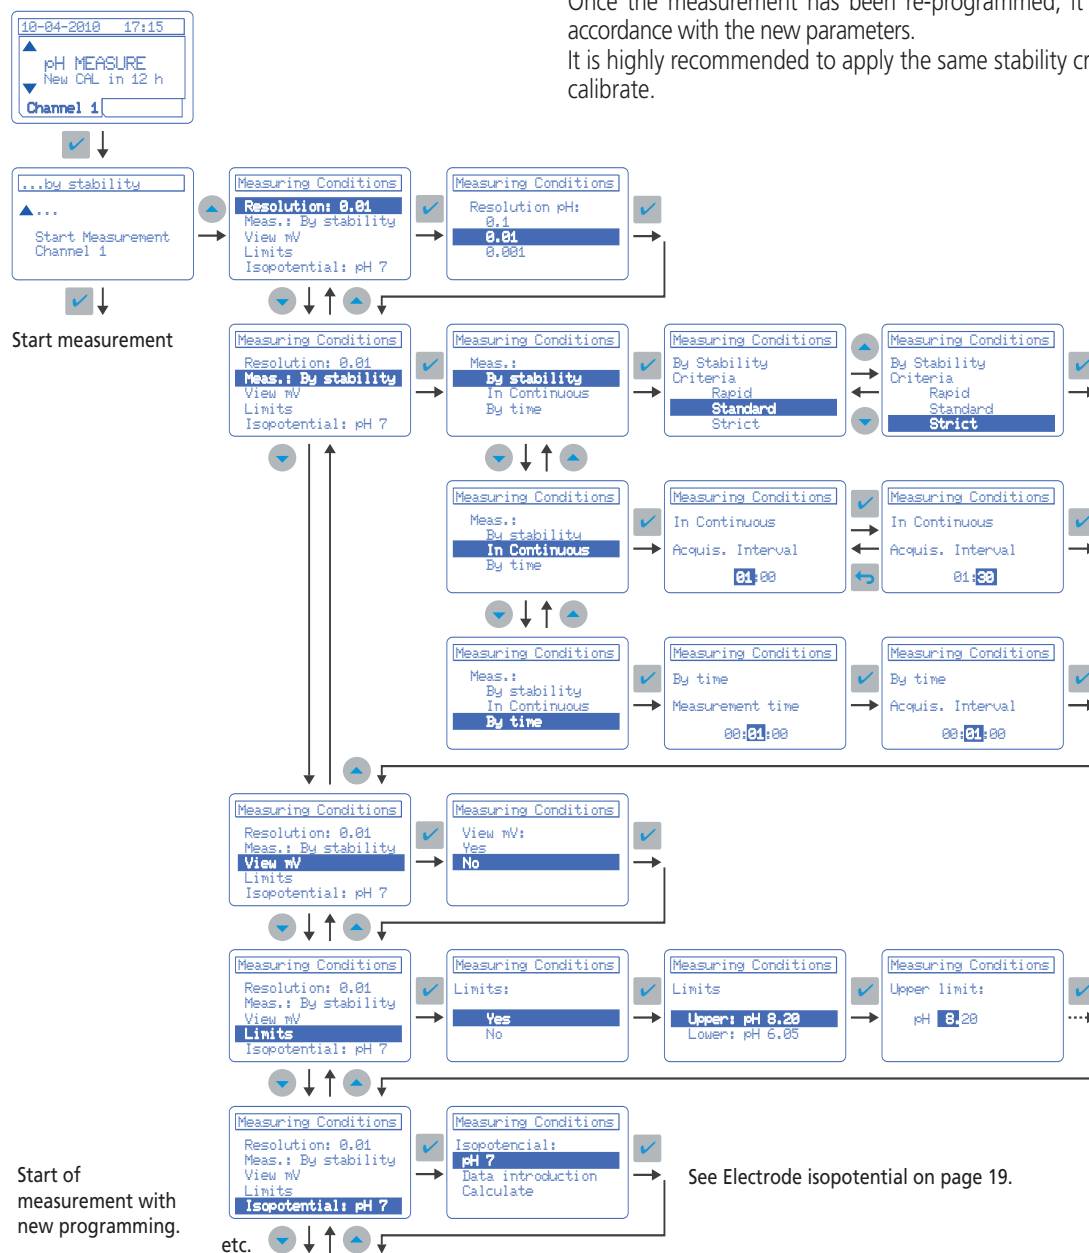 Once the measurement has been re-programmed, it
accordance with the new parameters.
It is highly recommended to apply the same stability cr
calibrate.
10-04-2010 17:15
pH MEASURE
New CAL in 12 h
Channel 1
...by stability
...
Start Measurement
Channel 1
Start measurement
Measuring Conditions
Resolution: 0.01
Meas.: By stability
View mV
Limits
Isopotential: pH 7
Measuring Conditions
Resolution pH:
0.1
0.01
0.001
Measuring Conditions
Resolution: 0.01
Meas.: By stability
View mV
Limits
Isopotential: pH 7
Measuring Conditions
Meas.:
By stability
In Continuous
By time
Measuring Conditions
By Stability
Criteria
Rapid
Standard
Strict
Measuring Conditions
By Stability
Criteria
Rapid
Standard
Strict
Measuring Conditions
Meas.:
By stability
In Continuous
By time
Measuring Conditions
In Continuous
Acquis. Interval
01:00
Measuring Conditions
In Continuous
Acquis. Interval
01:30
Measuring Conditions
Meas.:
By stability
In Continuous
By time
Measuring Conditions
By time
Measurement time
00:01:00
Measuring Conditions
By time
Acquis. Interval
00:01:00
Measuring Conditions
Resolution: 0.01
Meas.: By stability
View mV
Limits
Isopotential: pH 7
Measuring Conditions
View mV:
Yes
No
Measuring Conditions
Resolution: 0.01
Meas.: By stability
View mV
Limits
Isopotential: pH 7
Measuring Conditions
Limits:
Yes
No
Measuring Conditions
Limits
Upper: pH 8.20
Lower: pH 6.05
Measuring Conditions
Upper limit:
pH 8.20
Measuring Conditions
Resolution: 0.01
Meas.: By stability
View mV
Limits
Isopotential: pH 7
Measuring Conditions
Isopotencial:
pH 7
Data introduction
Calculate
See Electrode isopotential on page 19.
Start of
measurement with
new programming.
etc.